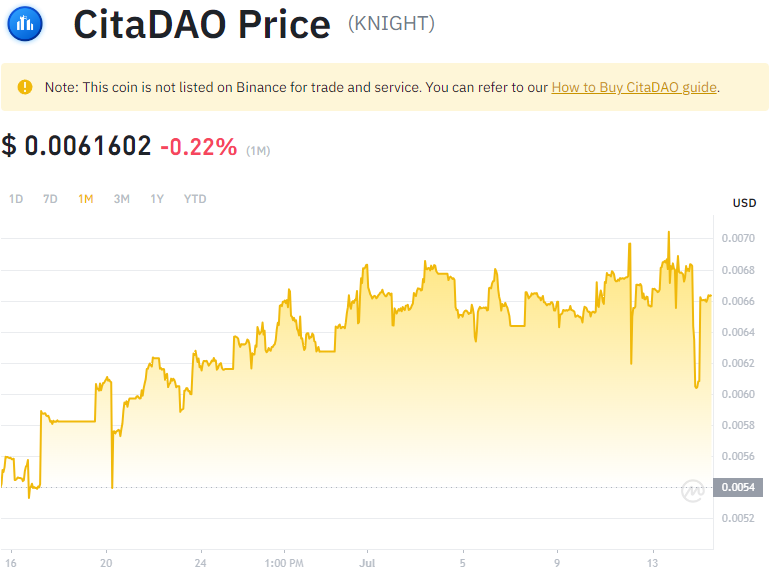 CitaDAO Price (KNIGHT)
Note: This coin is not listed on Binance for trade and service. You can refer to our How to Buy CitaDAO guide.
$ 0.0061602 -0.22% (1M)
1D 7D 1M 3M 1Y YTD
USD
0.0070
0.0068
0.0066
0.0064
0.0062
0.0060
0.0058
0.0056
0.0054
0.0052
16 20 24 1:00 PM Jul 5 9 13